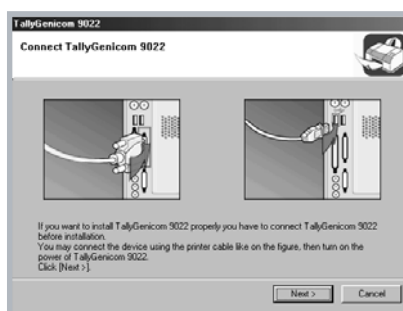 TallyGenicom 9022
Connect TallyGenicom 9022
If you want to install TallyGenicom 9022 properly you have to connect TallyGenicom 9022
before installation.
You may connect the device using the printer cable like on the figure, then turn on the
power of TallyGenicom 9022.
Click [Next >].
Next >
Cancel